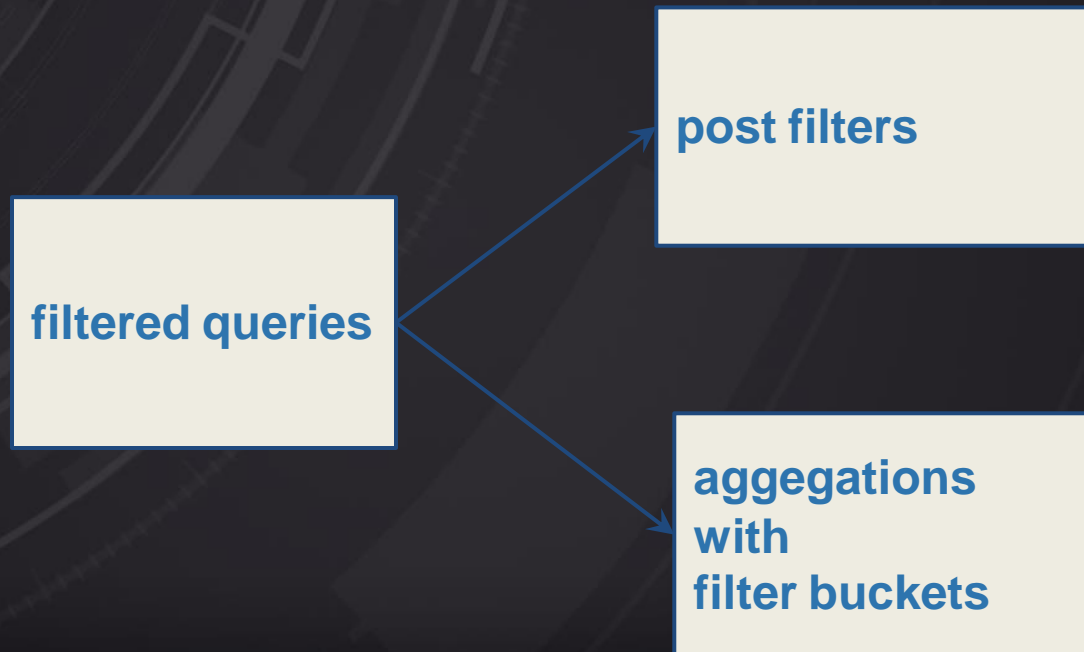 post filters
filtered queries
aggegations
with
filter buckets